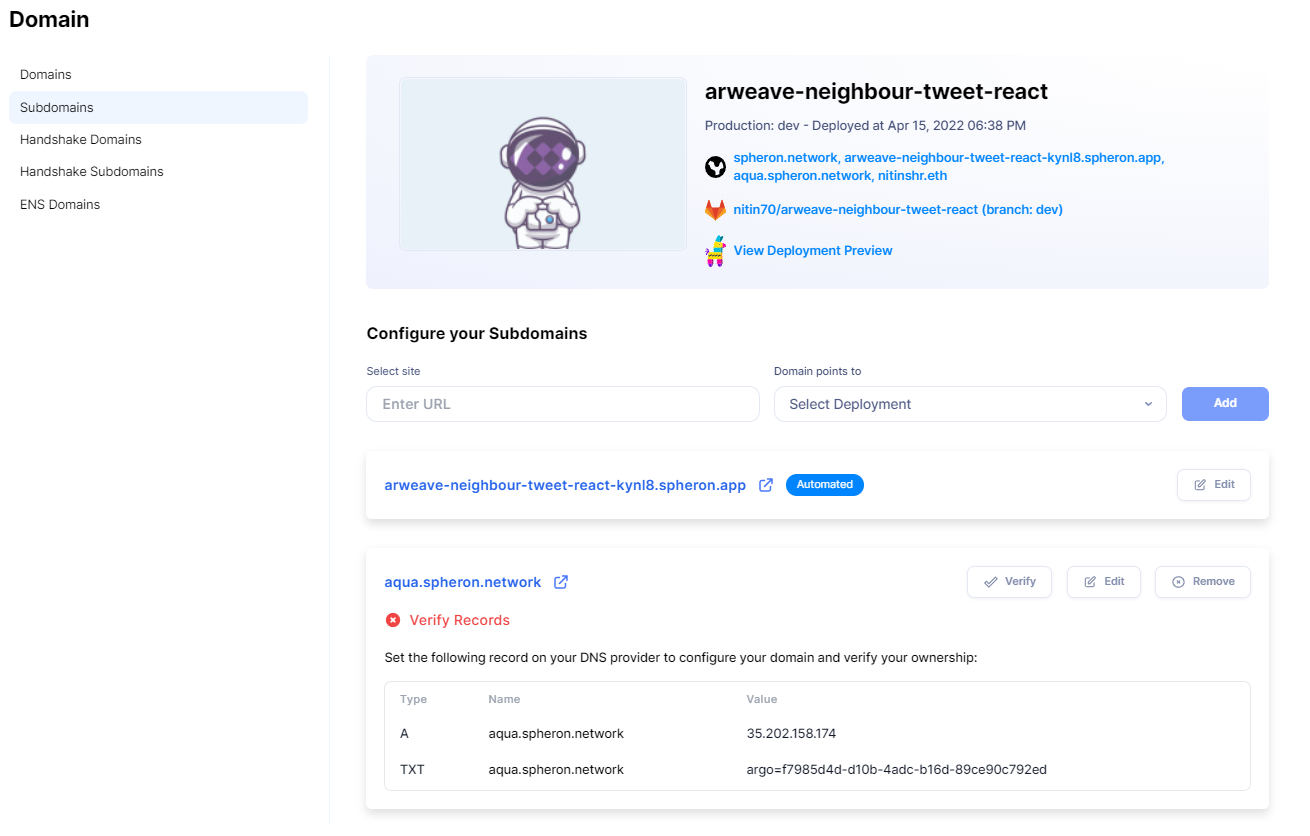 Domain
Domains
Subdomains
Handshake Domains
Handshake Subdomains
ENS Domains
arweave-neighbour-tweet-react
Production: dev - Deployed at Apr 15, 2022 06:38 PM
spheron.network, arweave-neighbour-tweet-react-kynl8.spheron.app,
aqua.spheron.network, nitinshr.eth
nitin70/arweave-neighbour-tweet-react (branch: dev)
View Deployment Preview
Configure your Subdomains
Select site Domain points to
Enter URL Select Deployment Add
arweave-neighbour-tweet-react-kynl8.spheron.app Automated Edit
aqua.spheron.network Verify Edit Remove
Verify Records
Set the following record on your DNS provider to configure your domain and verify your ownership:
Type Name Value
A aqua.spheron.network 35.202.158.174
TXT aqua.spheron.network argo=f7985d4d-d10b-4adc-b16d-89ce90c792ed